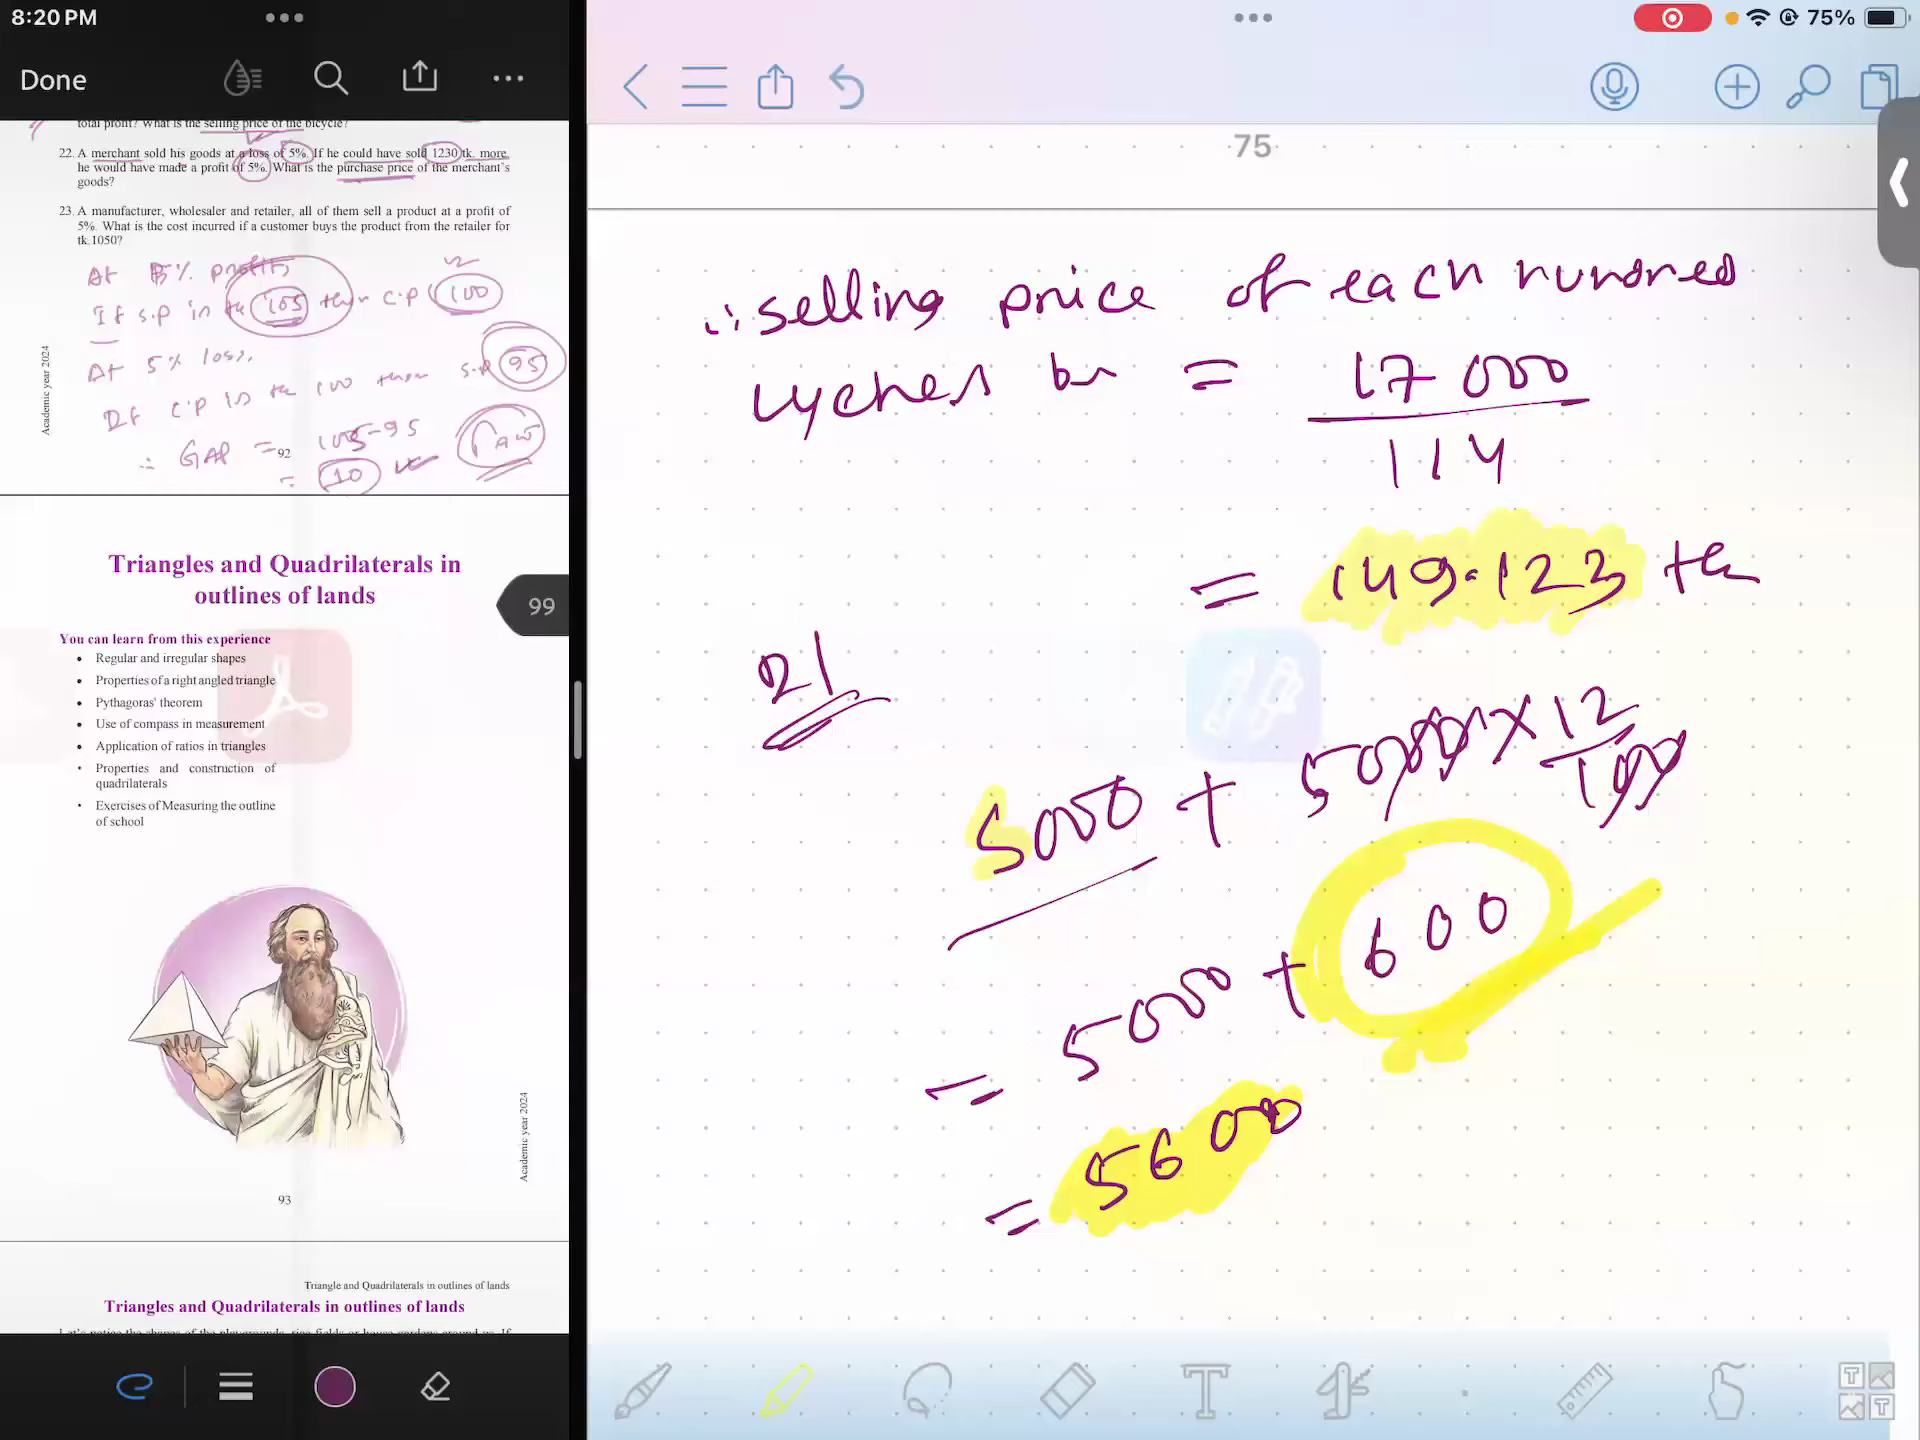 8:20 PM
75%
Done
total profit? What is the selling price of the bicycle?
22. A merchant sold his goods at a loss of 5%. If he could have sold 1230 tk. more
he would have made a profit of 5%. What is the purchase price of the merchant's
goods?
23. A manufacturer, wholesaler and retailer, all of them sell a product at a profit of
5%. What is the cost incurred if a customer buys the product from the retailer for
tk.1050?
At 5% profit,
If s.p is tk 105 then c.p 100
At 5% loss,
If c.p is tk 100 then s.p 95
∴ GAP = 105-95
= 10
Academic year 2024
92
Triangles and Quadrilaterals in
outlines of lands
99
You can learn from this experience
• Regular and irregular shapes
• Properties of a right angled triangle
• Pythagoras' theorem
• Use of compass in measurement
• Application of ratios in triangles
• Properties and construction of
quadrilaterals
• Exercises of Measuring the outline
of school
Academic year 2024
93
Triangle and Quadrilaterals in outlines of lands
Triangles and Quadrilaterals in outlines of lands
75
∴ selling price of each hundred
lyches be = 17000
114
= 149.123 tk
21
5000 + 5000 × 12
100
= 5000 + 600
= 5600